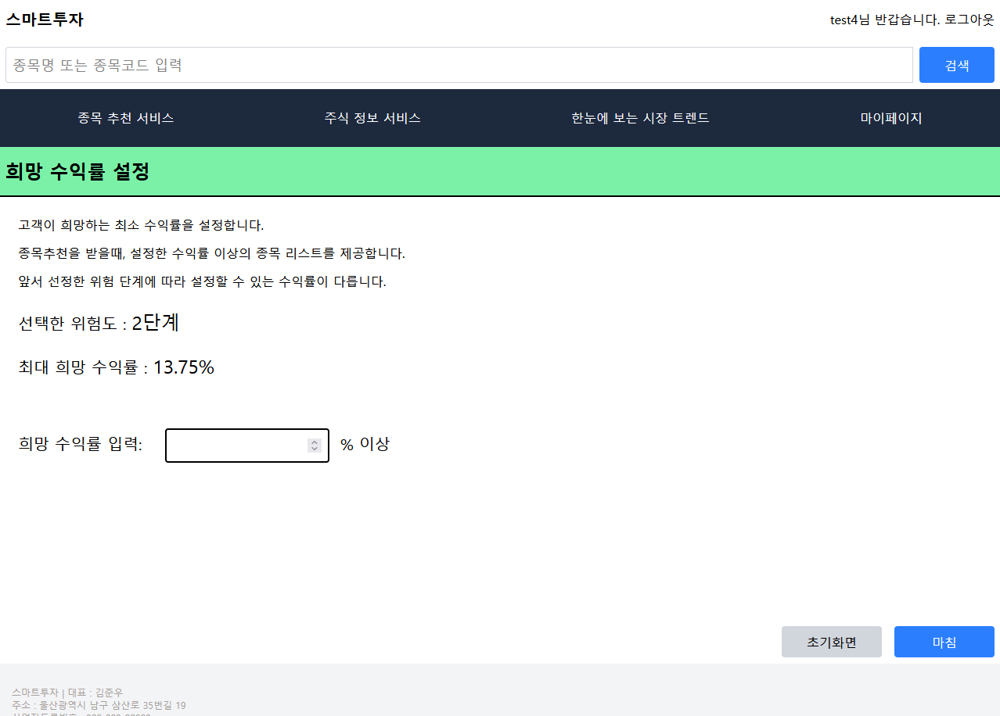 스마트투자
test4님 반갑습니다. 로그아웃
종목명 또는 종목코드 입력
검색
종목 추천 서비스
주식 정보 서비스
한눈에 보는 시장 트렌드
마이페이지
희망 수익률 설정
고객이 희망하는 최소 수익률을 설정합니다.
종목추천을 받을때, 설정한 수익률 이상의 종목 리스트를 제공합니다.
앞서 선정한 위험 단계에 따라 설정할 수 있는 수익률이 다릅니다.
선택한 위험도 : 2단계
최대 희망 수익률 : 13.75%
희망 수익률 입력:
% 이상
초기화면
마침
스마트투자 | 대표 : 김준우
주소 : 울산광역시 남구 삼산로 35번길 19